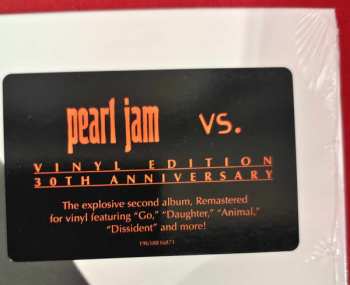 pearl jam vs.
VINYL EDITION
30TH ANNIVERSARY
The explosive second album, Remastered
for vinyl featuring “Go,” “Daughter,” “Animal,”
“Dissident” and more!